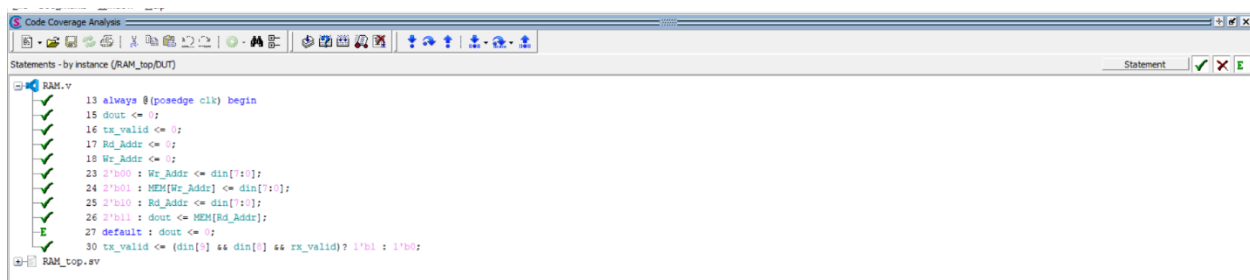 Code Coverage Analysis
Statements - by instance (/RAM_top/DUT)
Statement
E
RAM.v
13 always @(posedge clk) begin
15 dout <= 0;
16 tx_valid <= 0;
17 Rd_Addr <= 0;
18 Wr_Addr <= 0;
23 2'b00 : Wr_Addr <= din[7:0];
24 2'b01 : MEM[Wr_Addr] <= din[7:0];
25 2'b10 : Rd_Addr <= din[7:0];
26 2'b11 : dout <= MEM[Rd_Addr];
E 27 default : dout <= 0;
30 tx_valid <= (din[9] && din[8] && rx_valid)? 1'b1 : 1'b0;
RAM_top.sv